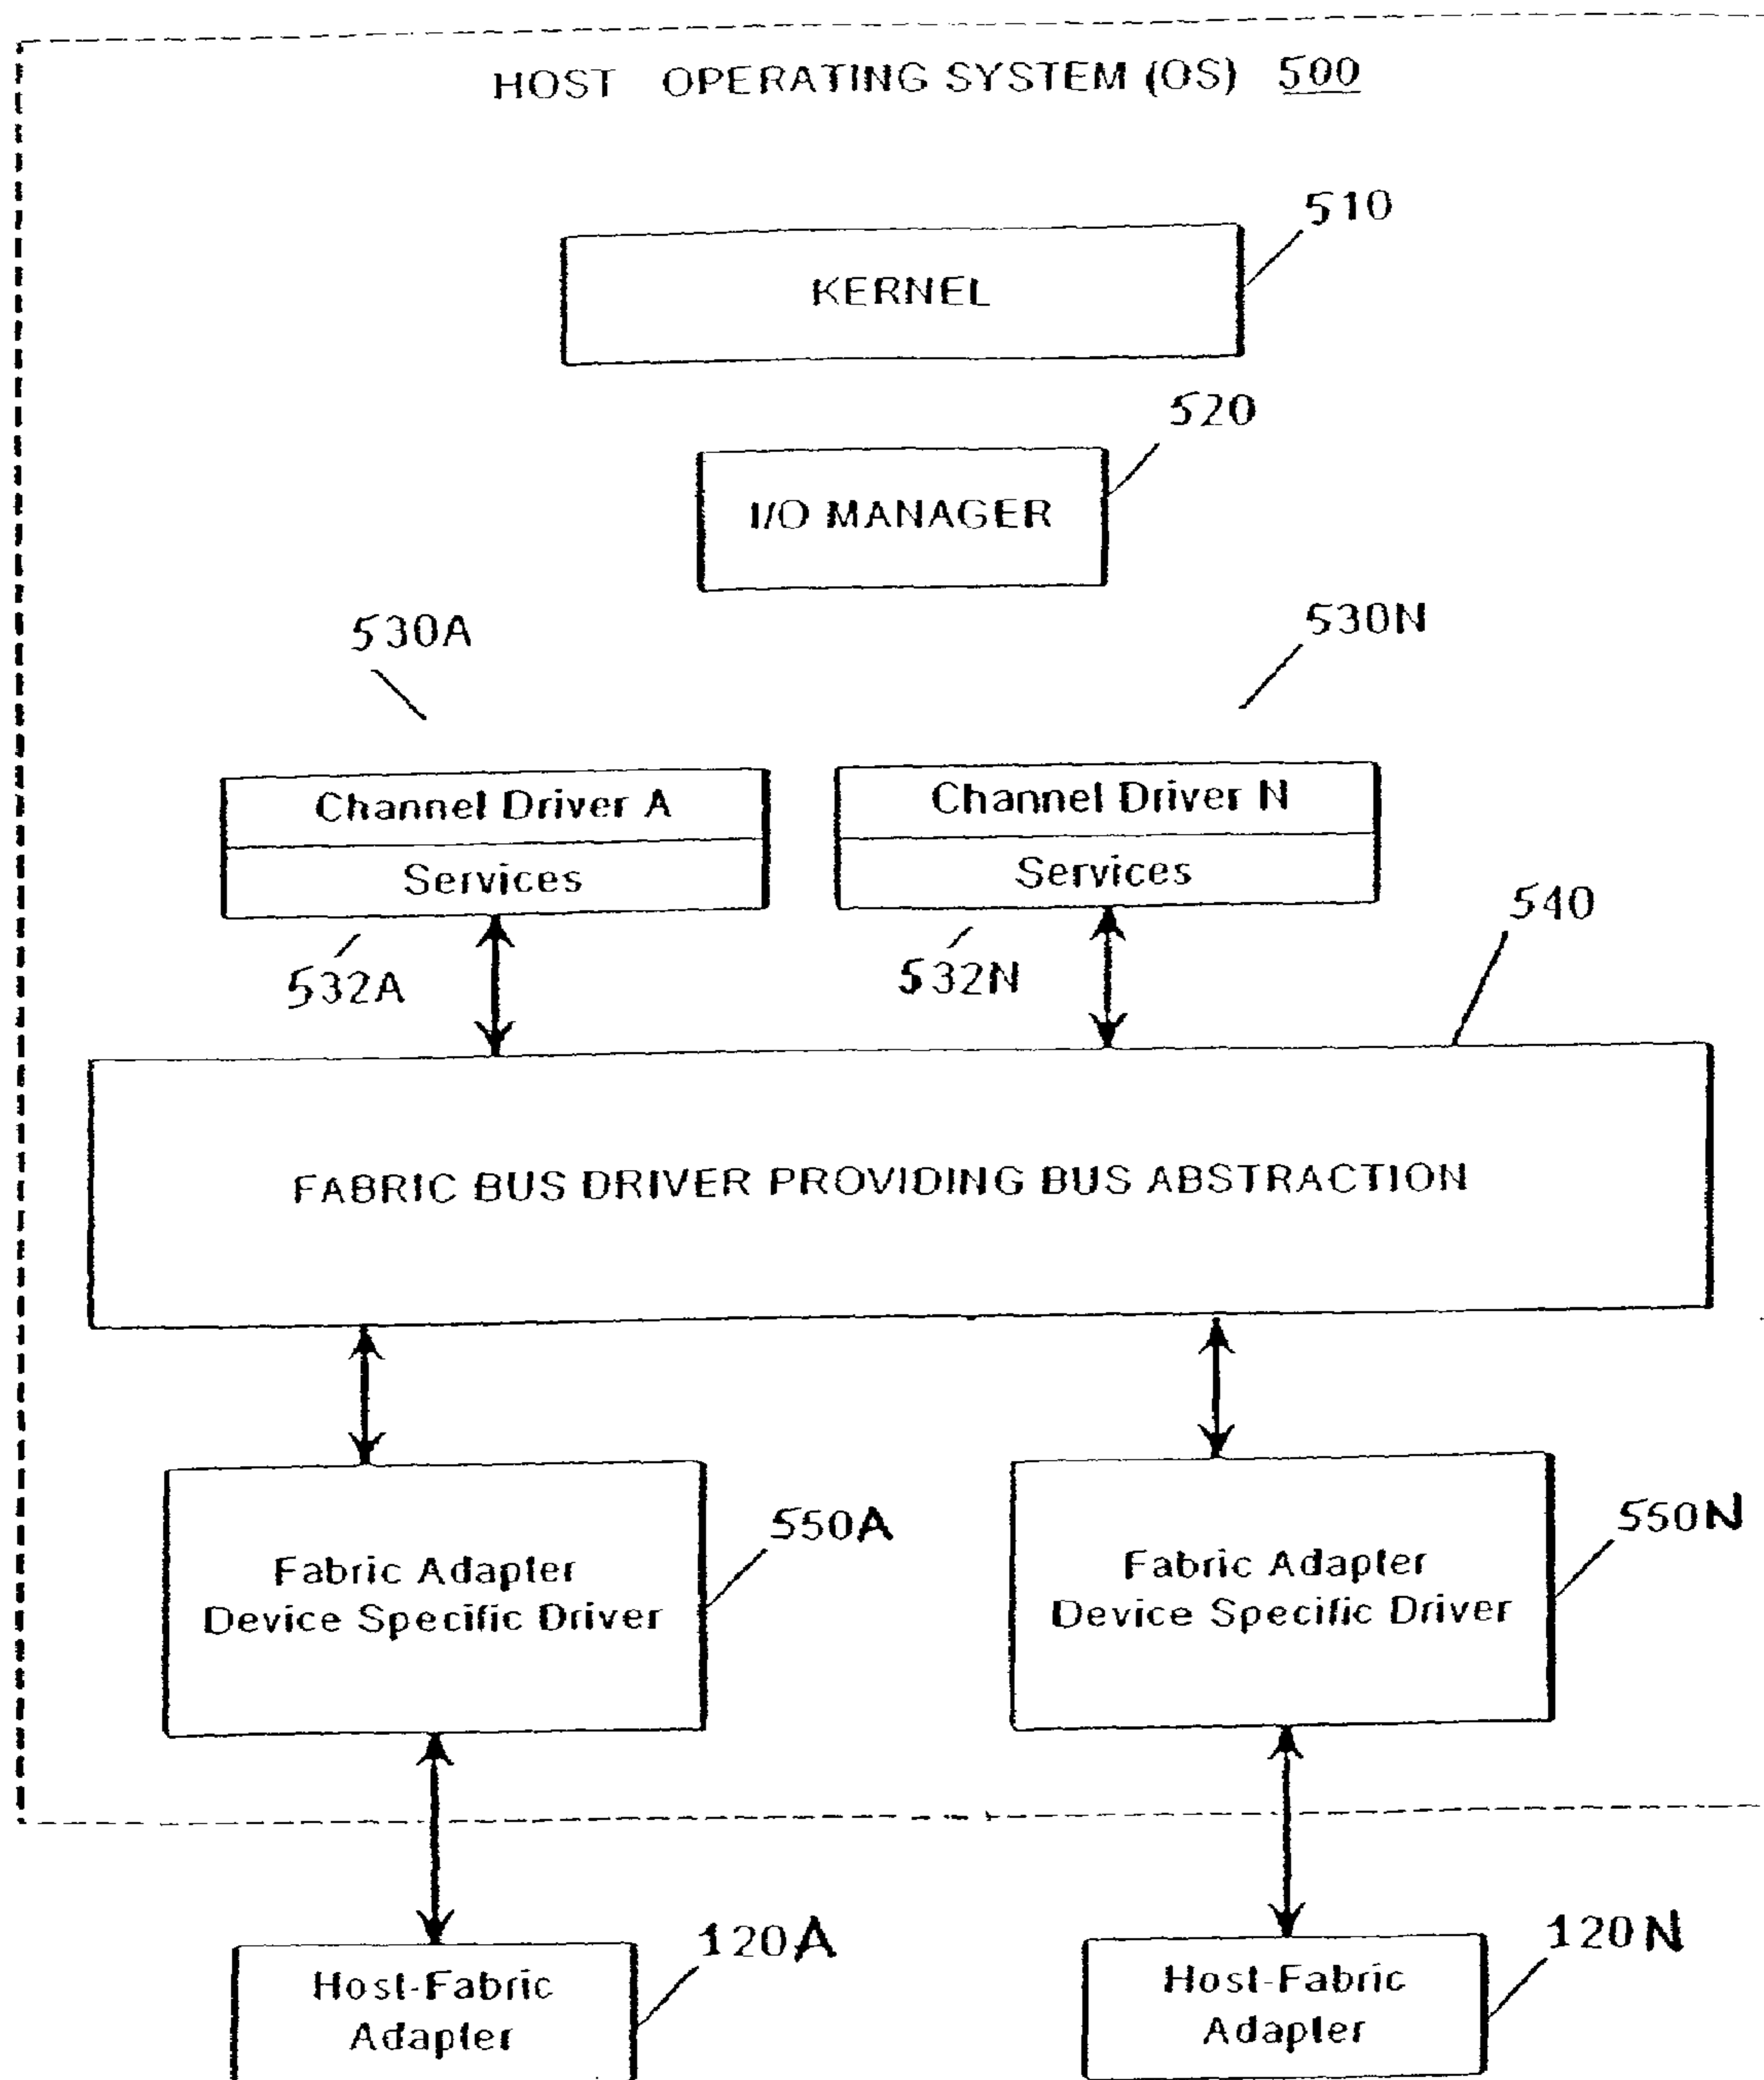 HOST OPERATING SYSTEM (OS) 500
510
KERNEL
520
I/O MANAGER
530A
530N
Channel Driver A
Services
Channel Driver N
Services
532A
532N
540
FABRIC BUS DRIVER PROVIDING BUS ABSTRACTION
550A
550N
Fabric Adapter
Device Specific Driver
Fabric Adapter
Device Specific Driver
120A
120N
Host-Fabric
Adapter
Host-Fabric
Adapter